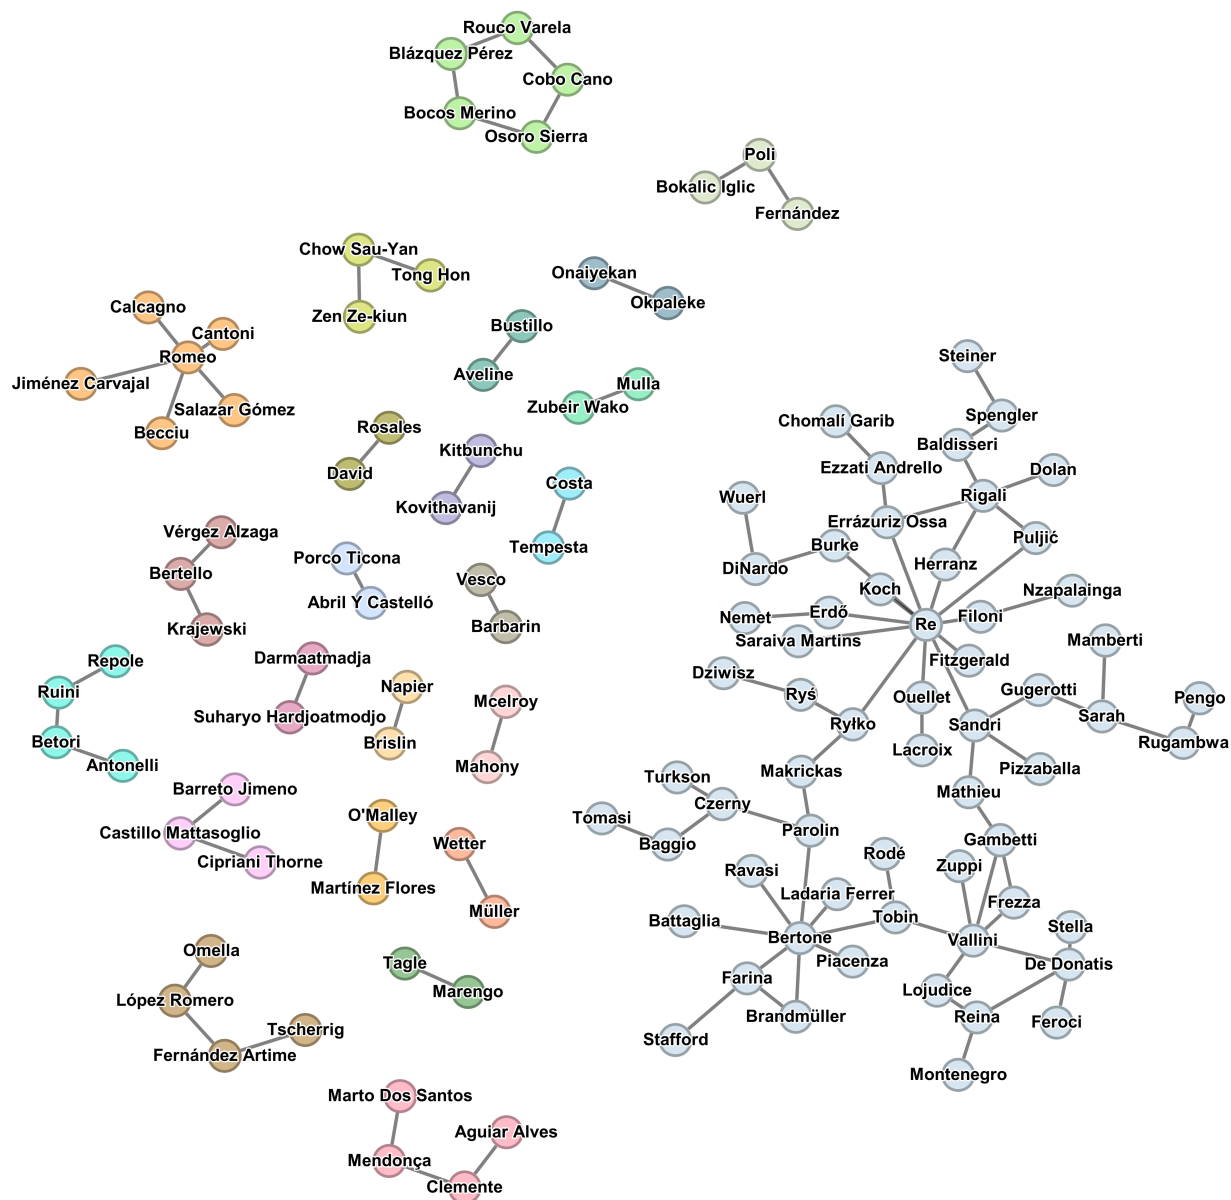 Rouco Varela
Blázquez Pérez
Cobo Cano
Bocos Merino
Osoro Sierra
Poli
Bokalic Iglic
Fernández
Chow Sau-Yan
Tong Hon
Zen Ze-kiun
Onaiyekan
Okpaleke
Calcagno
Cantoni
Romeo
Jiménez Carvajal
Salazar Gómez
Becciu
Bustillo
Aveline
Mulla
Zubeir Wako
Rosales
David
Kitbunchu
Kovithavanij
Costa
Tempesta
Vérgez Alzaga
Bertello
Krajewski
Porco Ticona
Abril Y Castelló
Vesco
Barbarin
Repole
Ruini
Betori
Antonelli
Darmaatmadja
Suharyo Hardjoatmodjo
Napier
Brislin
Mcelroy
Mahony
Barreto Jimeno
Castillo Mattasoglio
Cipriani Thorne
O'Malley
Martínez Flores
Wetter
Müller
Omella
López Romero
Tscherrig
Fernández Artime
Tagle
Marengo
Marto Dos Santos
Aguiar Alves
Mendonça
Clemente
Steiner
Spengler
Chomalí Garib
Baldisseri
Ezzati Andrello
Dolan
Rigali
Wuerl
Errázuriz Ossa
Puljić
Burke
DiNardo
Herranz
Koch
Nzapalainga
Nemet
Erdő
Re
Filoni
Saraiva Martins
Mamberti
Fitzgerald
Dziwisz
Ryś
Ouellet
Gugerotti
Pengo
Ryłko
Sandri
Sarah
Rugambwa
Lacroix
Makrickas
Pizzaballa
Turkson
Mathieu
Czerny
Tomasi
Parolin
Baggio
Gambetti
Rodé
Zuppi
Ravasi
Ladaria Ferrer
Frezza
Battaglia
Tobin
Stella
Bertone
Vallini
Piacenza
De Donatis
Farina
Lojudice
Brandmüller
Reina
Feroci
Stafford
Montenegro